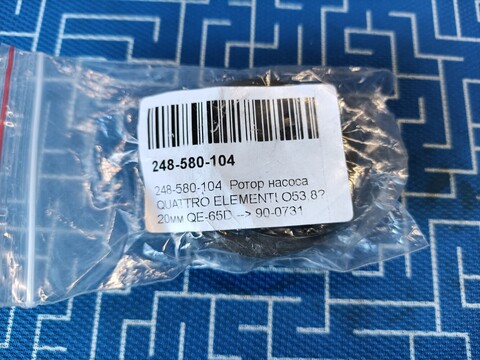 248-580-104
248-580-104 Ротор насоса
QUATTRO ELEMENTI O53,8?
20мм QE-65D --> 90-0731